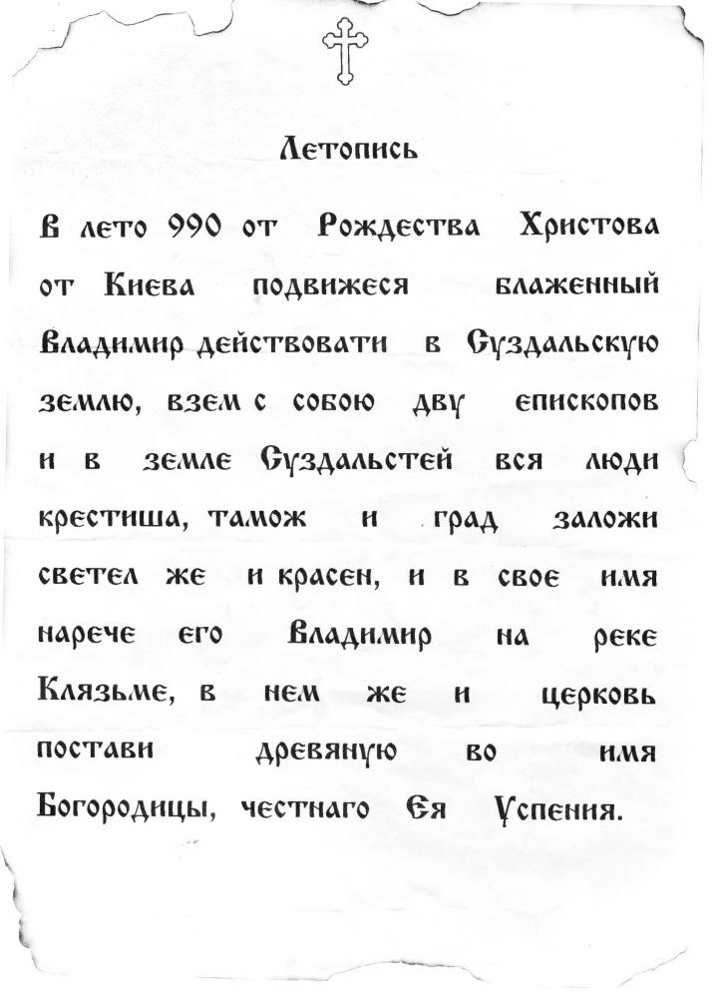 Летопись
В лето 990 от Рождества Христова
от Киева подвижеся блаженный
Владимир действовати в Суздальскую
землю, взем с собою дву епископов
и в земле Суздальстей вся люди
крестиша, тамож и град заложи
светел же и красен, и в свое имя
нарече его Владимир на реке
Клязьме, в нем же и церковь
постави древяную во имя
Богородицы, честнаго Ея Успения.